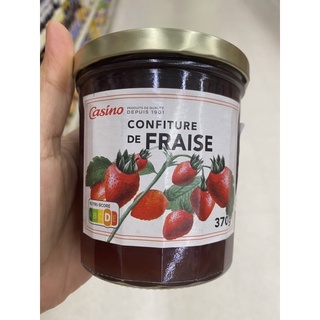 Casino
PRODUITS DE QUALITÉ
DEPUIS 1901
CONFITURE
DE FRAISE
NUTRI-SCORE
D
370g